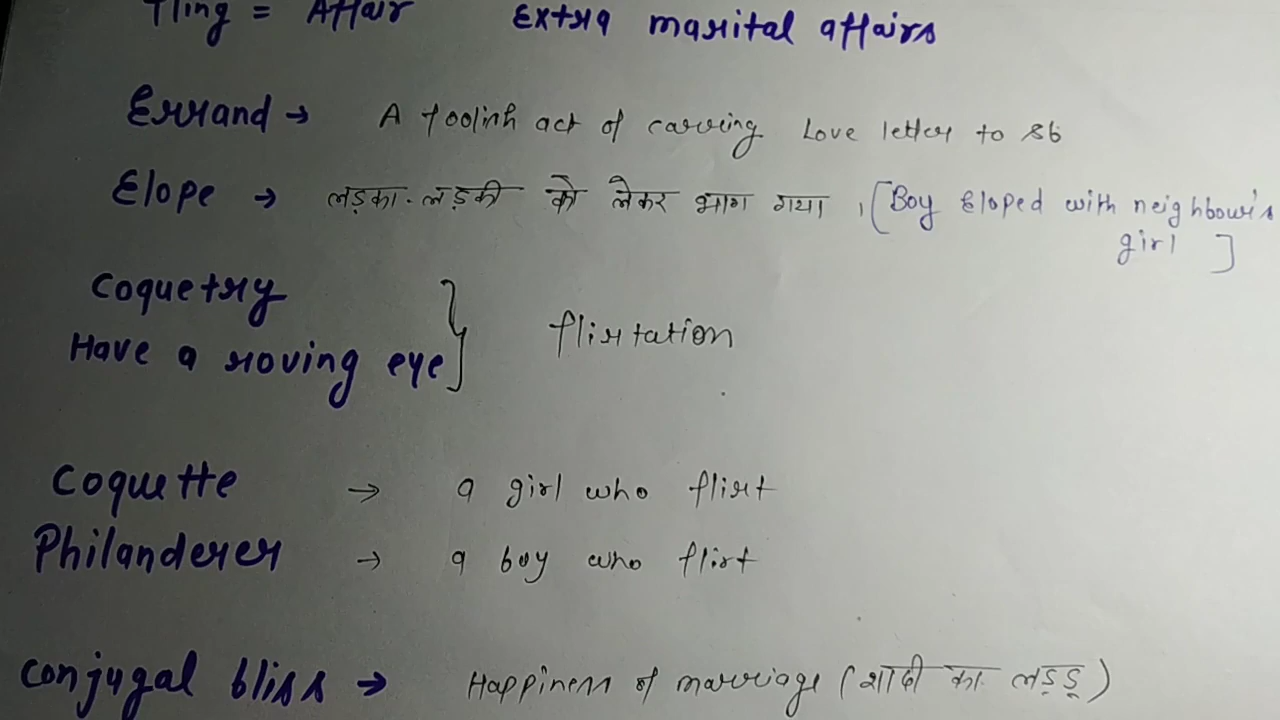 Fling = Affair Extra marital affairs
Errand → A foolish act of carrying Love letter to sb
Elope → लड़का-लड़की को लेकर भाग गया, [Boy Eloped with neighbour's
girl ]
Coquetry
Have a roving eye } flirtation
Coquette → a girl who flirt
Philanderer → a boy who flirt
Conjugal bliss → Happiness of marriage (शादी का लड्डू)